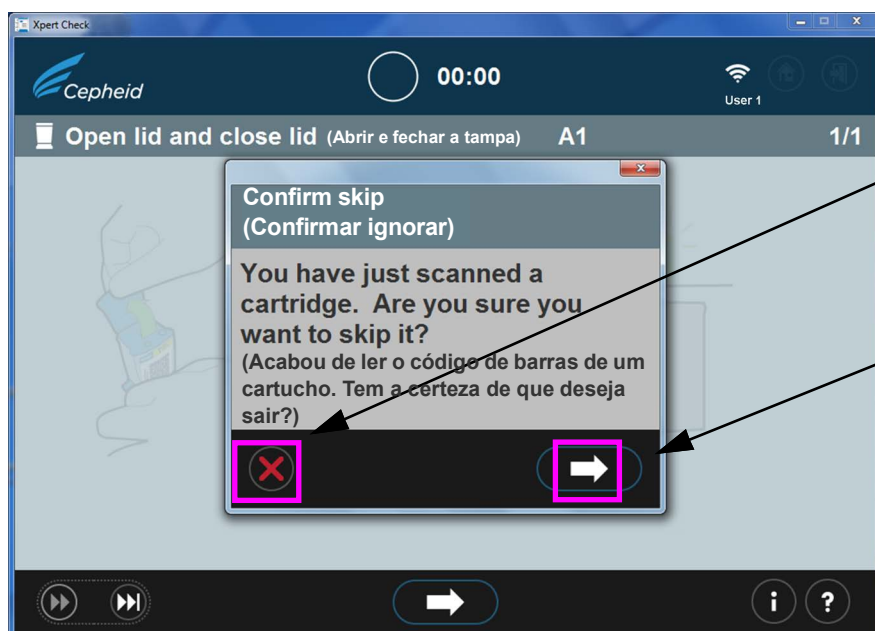 Xpert Check
Cepheid
00:00
User 1
Open lid and close lid (Abrir e fechar a tampa) A1 1/1
Confirm skip
(Confirmar ignorar)
You have just scanned a
cartridge. Are you sure you
want to skip it?
(Acabou de ler o código de barras de um
cartucho. Tem a certeza de que deseja
sair?)
i ?